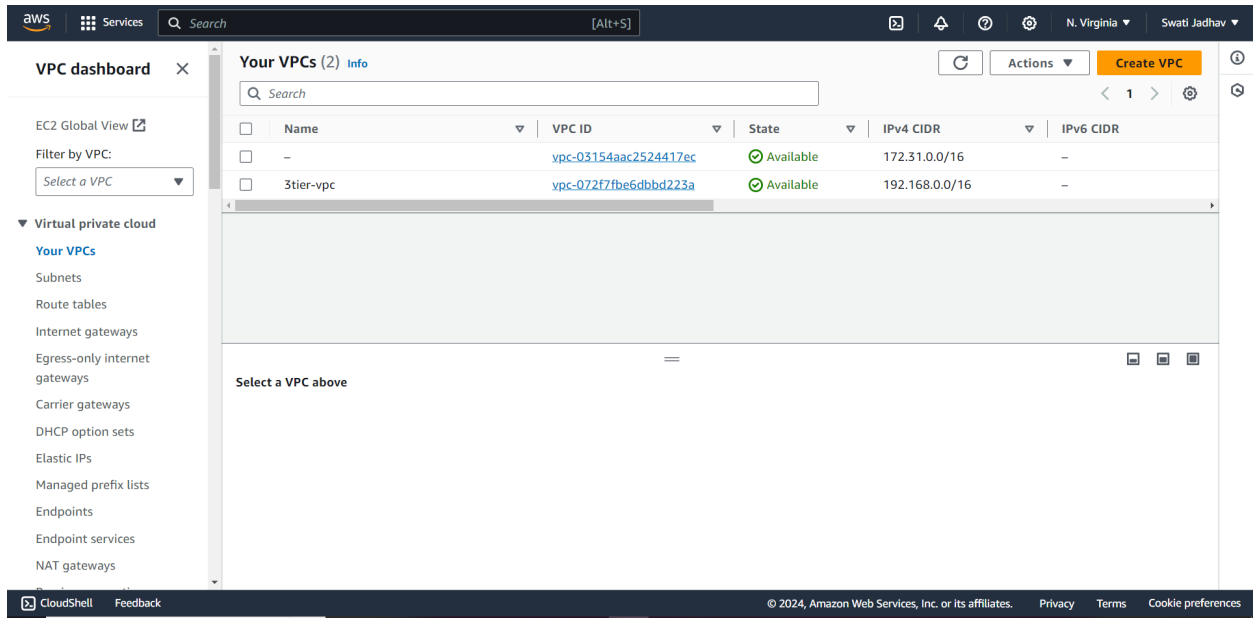 aws Services Search [Alt+S] N. Virginia Swati Jadhav
VPC dashboard
EC2 Global View
Filter by VPC:
Select a VPC
Virtual private cloud
Your VPCs
Subnets
Route tables
Internet gateways
Egress-only internet
gateways
Carrier gateways
DHCP option sets
Elastic IPs
Managed prefix lists
Endpoints
Endpoint services
NAT gateways
Your VPCs (2) Info Actions Create VPC
Search 1
Name VPC ID State IPv4 CIDR IPv6 CIDR
– vpc-03154aac2524417ec Available 172.31.0.0/16 –
3tier-vpc vpc-072f7fbe6dbbd223a Available 192.168.0.0/16 –
Select a VPC above
CloudShell Feedback © 2024, Amazon Web Services, Inc. or its affiliates. Privacy Terms Cookie preferences